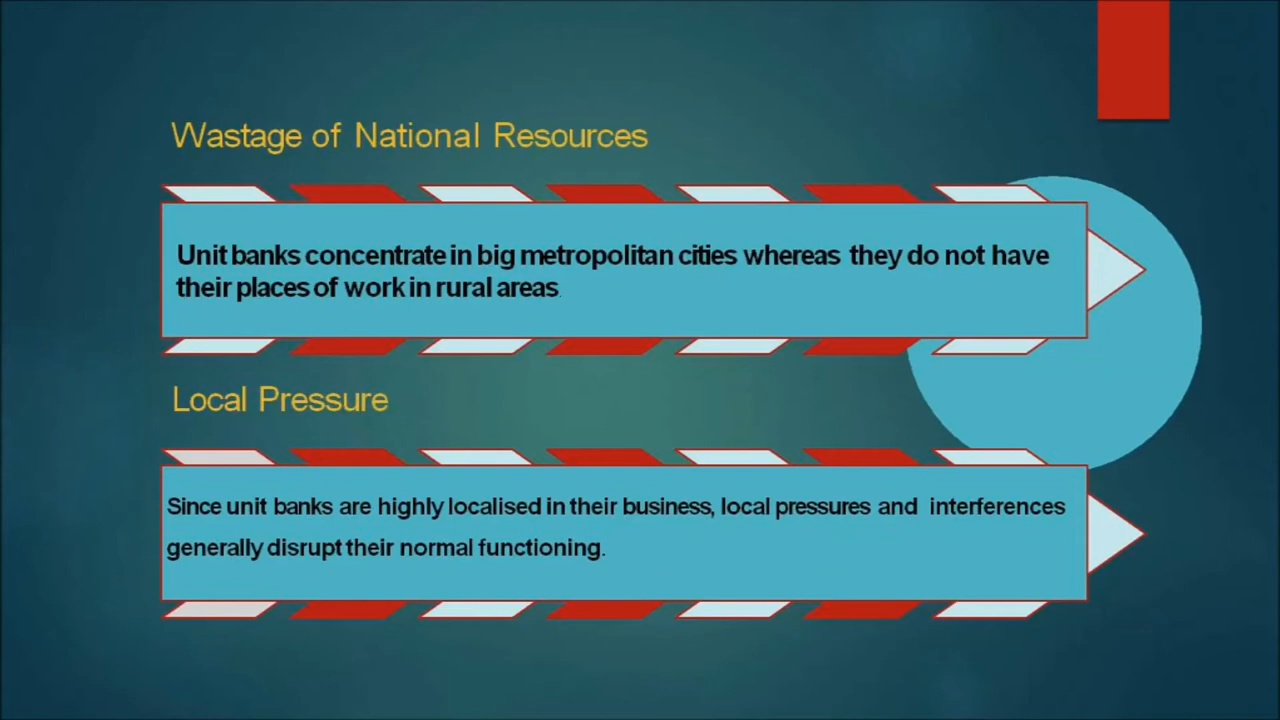 Wastage of National Resources
Unit banks concentrate in big metropolitan cities whereas they do not have
their places of work in rural areas.
Local Pressure
Since unit banks are highly localised in their business, local pressures and interferences
generally disrupt their normal functioning.